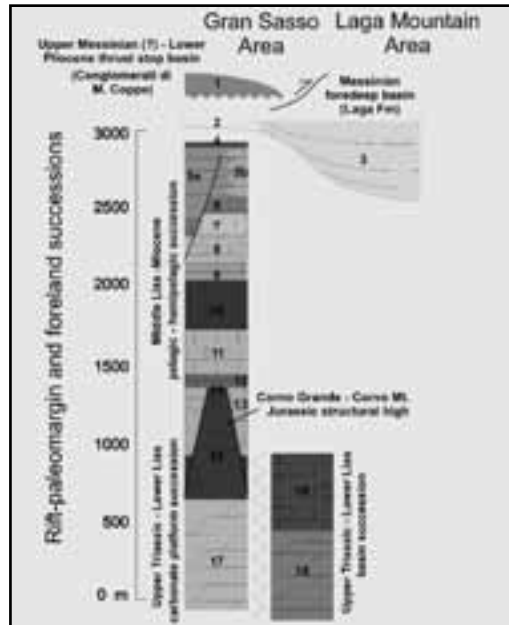 Gran Sasso
Area
Laga Mountain
Area
Upper Messinian (?) - Lower
Pliocene thrust stop basin
(Conglomerati di
M. Coppe)
Messinian
foredeep basin
(Laga Fm)
1
2
3
3000
2500
2000
1500
1000
500
0 m
Rift-paleomargin and foreland successions
Middle Lias -Miocene
pelagic - hemipelagic succession
Upper Triassic - Lower Lias
carbonate platform succession
4
5a
5b
6
7
8
9
10
11
12
13
17
Corno Grande - Corvo Mt.
Jurassic structural high
Upper Triassic - Lower Lias
basin succession